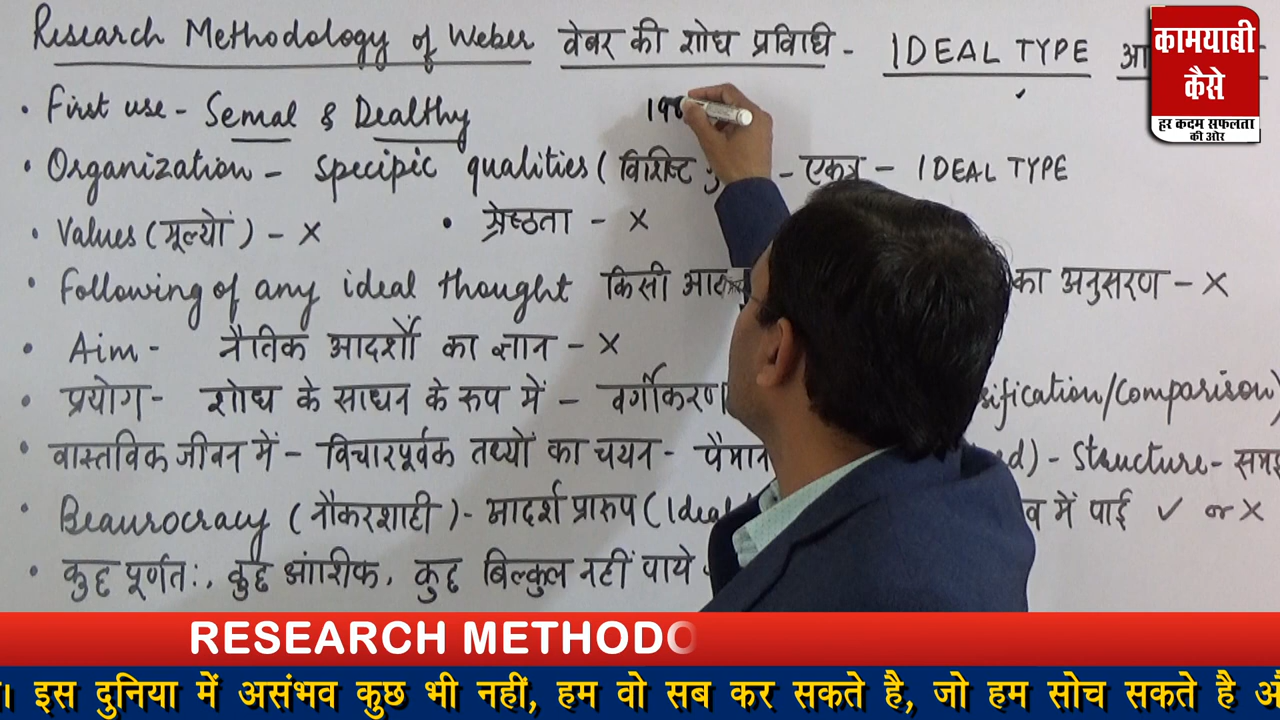 Research Methodology of Weber वेबर की शोध प्रविधि - IDEAL TYPE
• First use - Semal & Dealthy
• Organization - Specipic qualities ( विशिष्ट - एकत्र - IDEAL TYPE
• Values (मूल्यों) - × • श्रेष्ठता - ×
• Following of any ideal thought किसी का अनुसरण - ×
• Aim - नैतिक आदर्शों का ज्ञान - ×
• प्रयोग - शोध के साधन के रूप में - वर्गीकरण sification/Comparison)
• वास्तविक जीवन में - विचारपूर्वक तथ्यों का चयन - - Structure -
• Beaurocracy (नौकरशाही) - आदर्श प्रारूप (Ideal में पाई ✓ or ×
• कुछ पूर्णतः, कुछ आंशिक, कुछ बिल्कुल नहीं पाये
कामयाबी
कैसे
हर कदम सफलता
की ओर
RESEARCH METHODO
। इस दुनिया में असंभव कुछ भी नहीं, हम वो सब कर सकते है, जो हम सोच सकते है